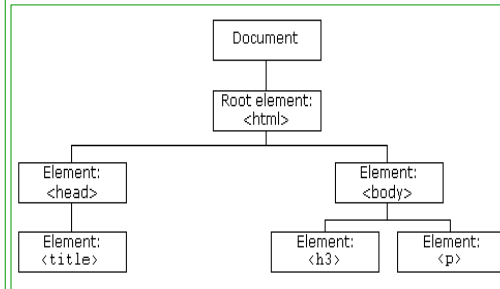 Document
Root element:
<html>
Element:
<head>
Element:
<body>
Element:
<title>
Element:
<h3>
Element:
<p>